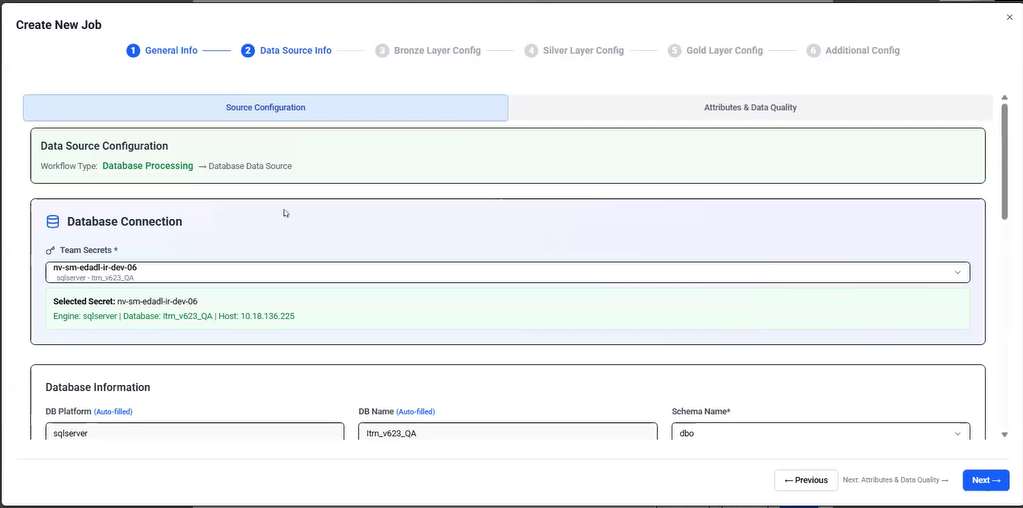 Create New Job
×
1 General Info
2 Data Source Info
3 Bronze Layer Config
4 Silver Layer Config
5 Gold Layer Config
6 Additional Config
Source Configuration
Attributes & Data Quality
Data Source Configuration
Workflow Type: Database Processing → Database Data Source
Database Connection
Team Secrets *
nv-sm-edadl-ir-dev-06
sqlserver - Itrn_v623_QA
Selected Secret: nv-sm-edadl-ir-dev-06
Engine: sqlserver | Database: Itrn_v623_QA | Host: 10.18.136.225
Database Information
DB Platform (Auto-filled)
DB Name (Auto-filled)
Schema Name*
sqlserver
Itrn_v623_QA
dbo
← Previous
Next: Attributes & Data Quality →
Next →